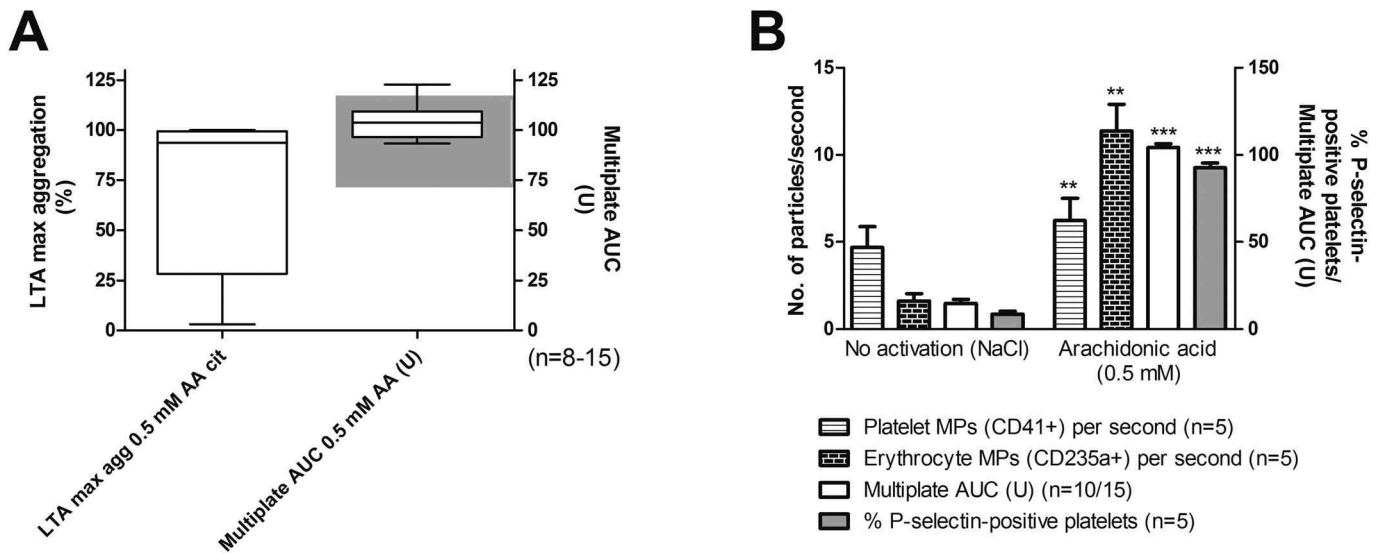 A
LTA max aggregation
(%)
125
100
75
50
25
0
125
100
75
50
25
0
Multiplate AUC
(U)
LTA max agg 0.5 mM AA cit
Multiplate AUC 0.5 mM AA (U)
(n=8-15)
B
No. of particles/second
15
10
5
0
**
**
***
***
150
100
50
0
% P-selectin-
positive platelets/
Multiplate AUC (U)
No activation (NaCl)
Arachidonic acid
(0.5 mM)
Platelet MPs (CD41+) per second (n=5)
Erythrocyte MPs (CD235a+) per second (n=5)
Multiplate AUC (U) (n=10/15)
% P-selectin-positive platelets (n=5)